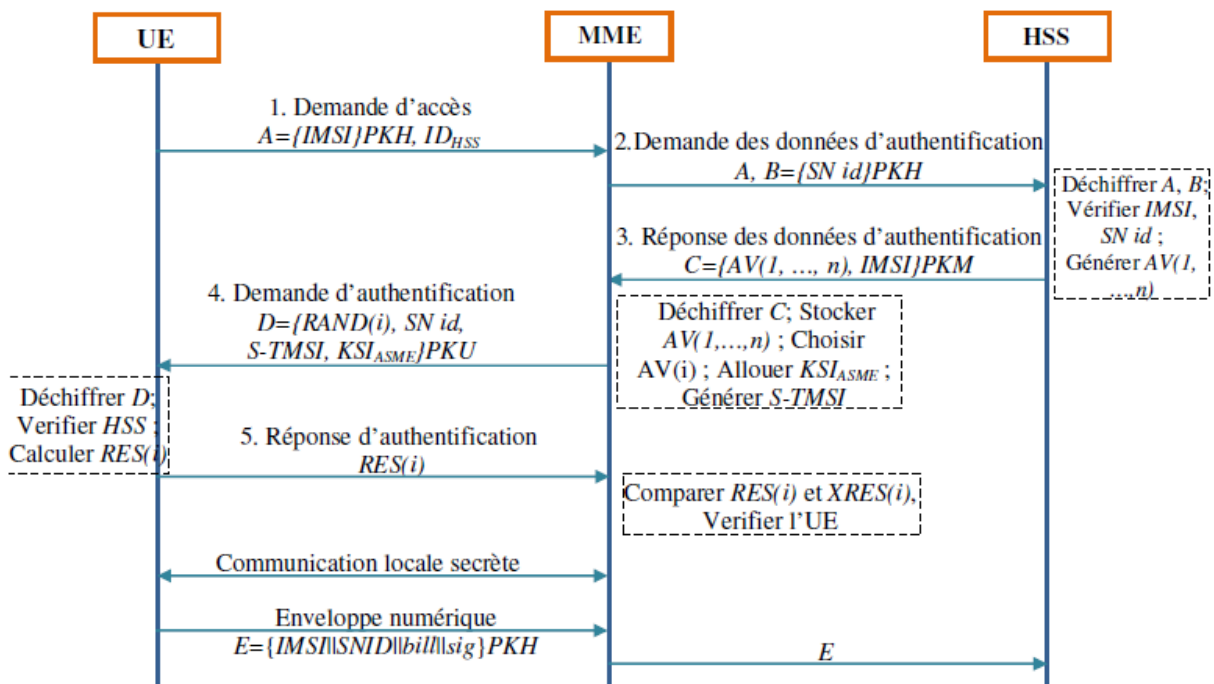 UE
MME
HSS
1. Demande d'accès
A={IMSI}PKH, ID_HSS
2.Demande des données d'authentification
A, B={SN id}PKH
Déchiffrer A, B;
Vérifier IMSI,
SN id ;
Générer AV(1,
...,n)
3. Réponse des données d'authentification
C={AV(1, ..., n), IMSI}PKM
4. Demande d'authentification
D={RAND(i), SN id,
S-TMSI, KSI_ASME}PKU
Déchiffrer C; Stocker
AV(1,...,n) ; Choisir
AV(i) ; Allouer KSI_ASME ;
Générer S-TMSI
Déchiffrer D;
Verifier HSS ;
Calculer RES(i)
5. Réponse d'authentification
RES(i)
Comparer RES(i) et XRES(i),
Verifier l'UE
Communication locale secrète
Enveloppe numérique
E={IMSI||SNID||bill||sig}PKH
E